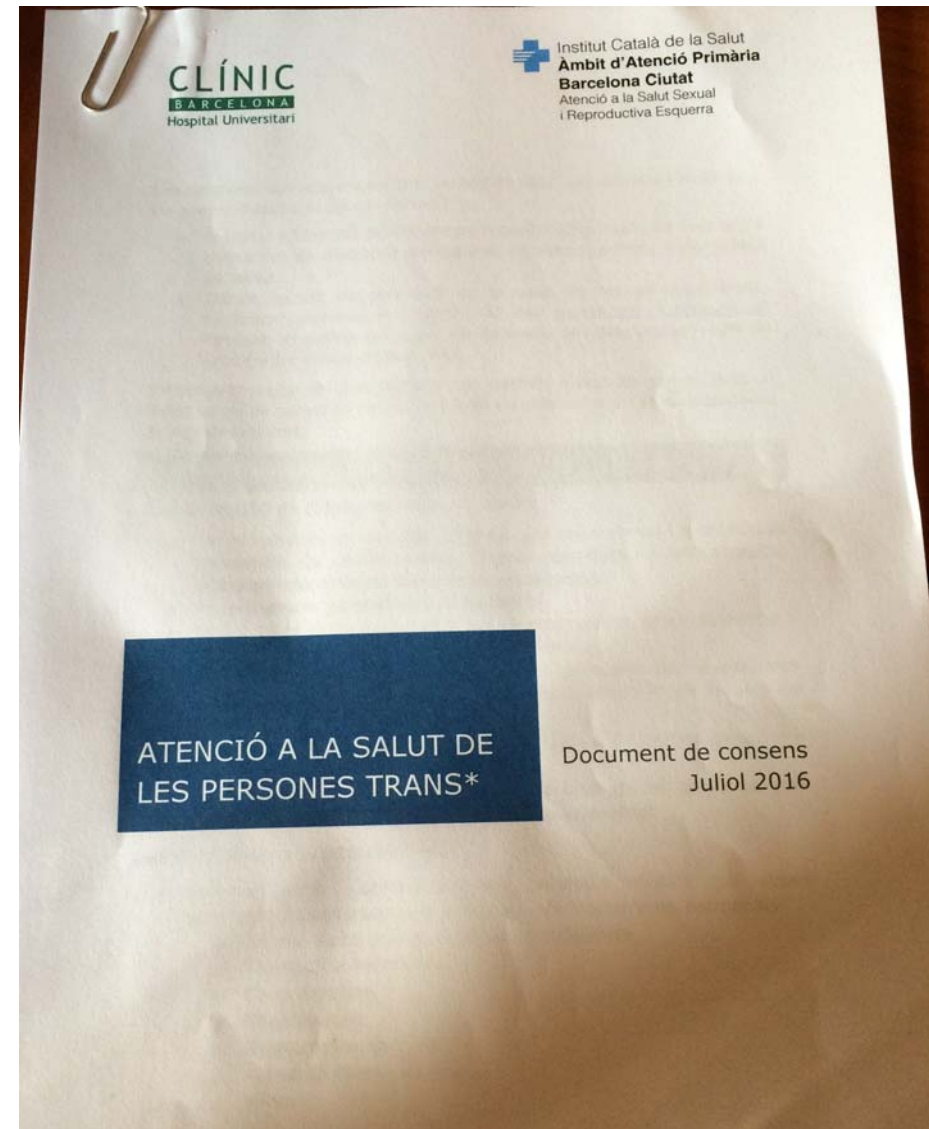 CLÍNIC
BARCELONA
Hospital Universitari
Institut Català de la Salut
Àmbit d'Atenció Primària
Barcelona Ciutat
Atenció a la Salut Sexual
i Reproductiva Esquerra
ATENCIÓ A LA SALUT DE
LES PERSONES TRANS*
Document de consens
Juliol 2016